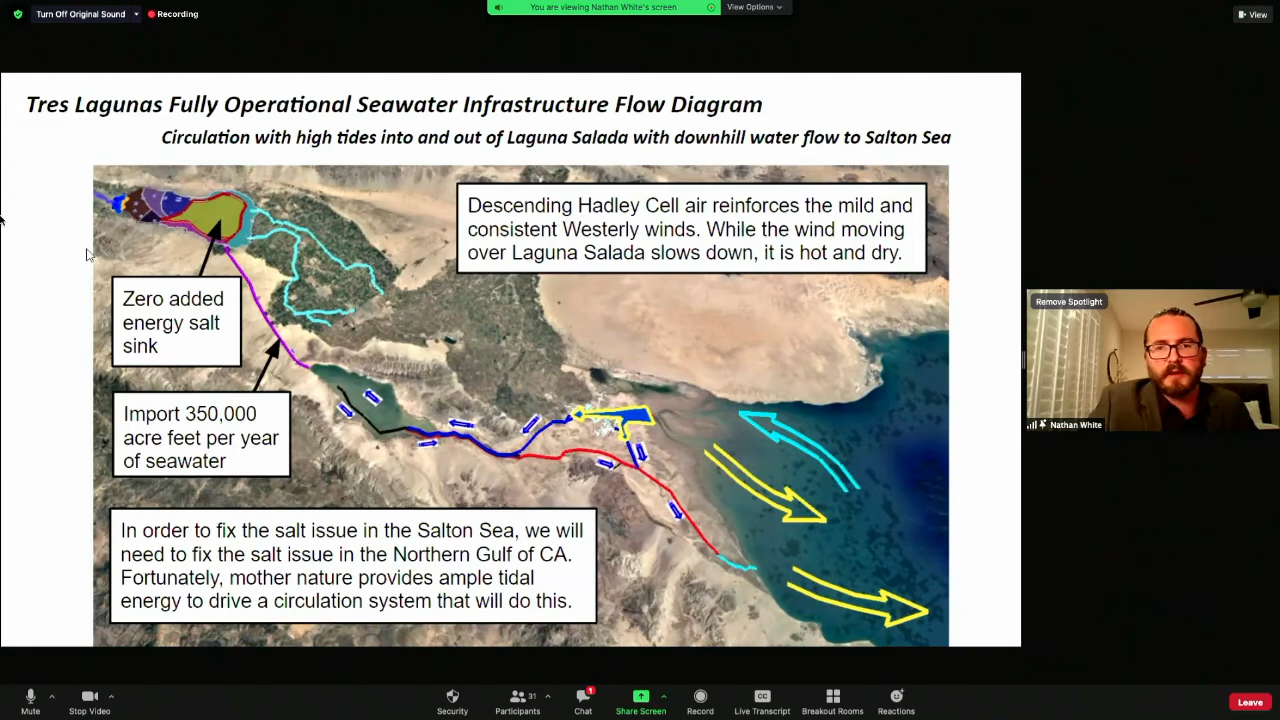 Turn Off Original Sound
Recording
You are viewing Nathan White's screen
View Options
View
Tres Lagunas Fully Operational Seawater Infrastructure Flow Diagram
Circulation with high tides into and out of Laguna Salada with downhill water flow to Salton Sea
Descending Hadley Cell air reinforces the mild and
consistent Westerly winds. While the wind moving
over Laguna Salada slows down, it is hot and dry.
Zero added
energy salt
sink
Import 350,000
acre feet per year
of seawater
In order to fix the salt issue in the Salton Sea, we will
need to fix the salt issue in the Northern Gulf of CA.
Fortunately, mother nature provides ample tidal
energy to drive a circulation system that will do this.
Remove Spotlight
Nathan White
Mute
Stop Video
Security
Participants
31
Chat
1
Share Screen
Record
CC
Live Transcript
Breakout Rooms
Reactions
Leave